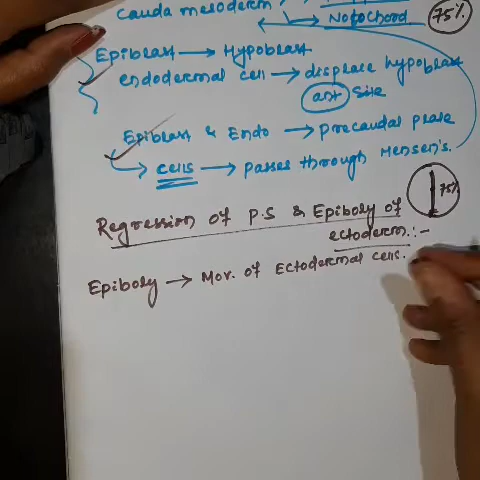 cauda mesoderm
Notochord 75%
Epiblast → Hypoblast
endodermal cell → displace hypoblast
ant site
Epiblast & Endo → precaudal plate
→ cells → passes through Hensen's.
75%
Regression of P.S & Epiboly of
ectoderm.:-
Epiboly → Mov. of Ectodermal cells.